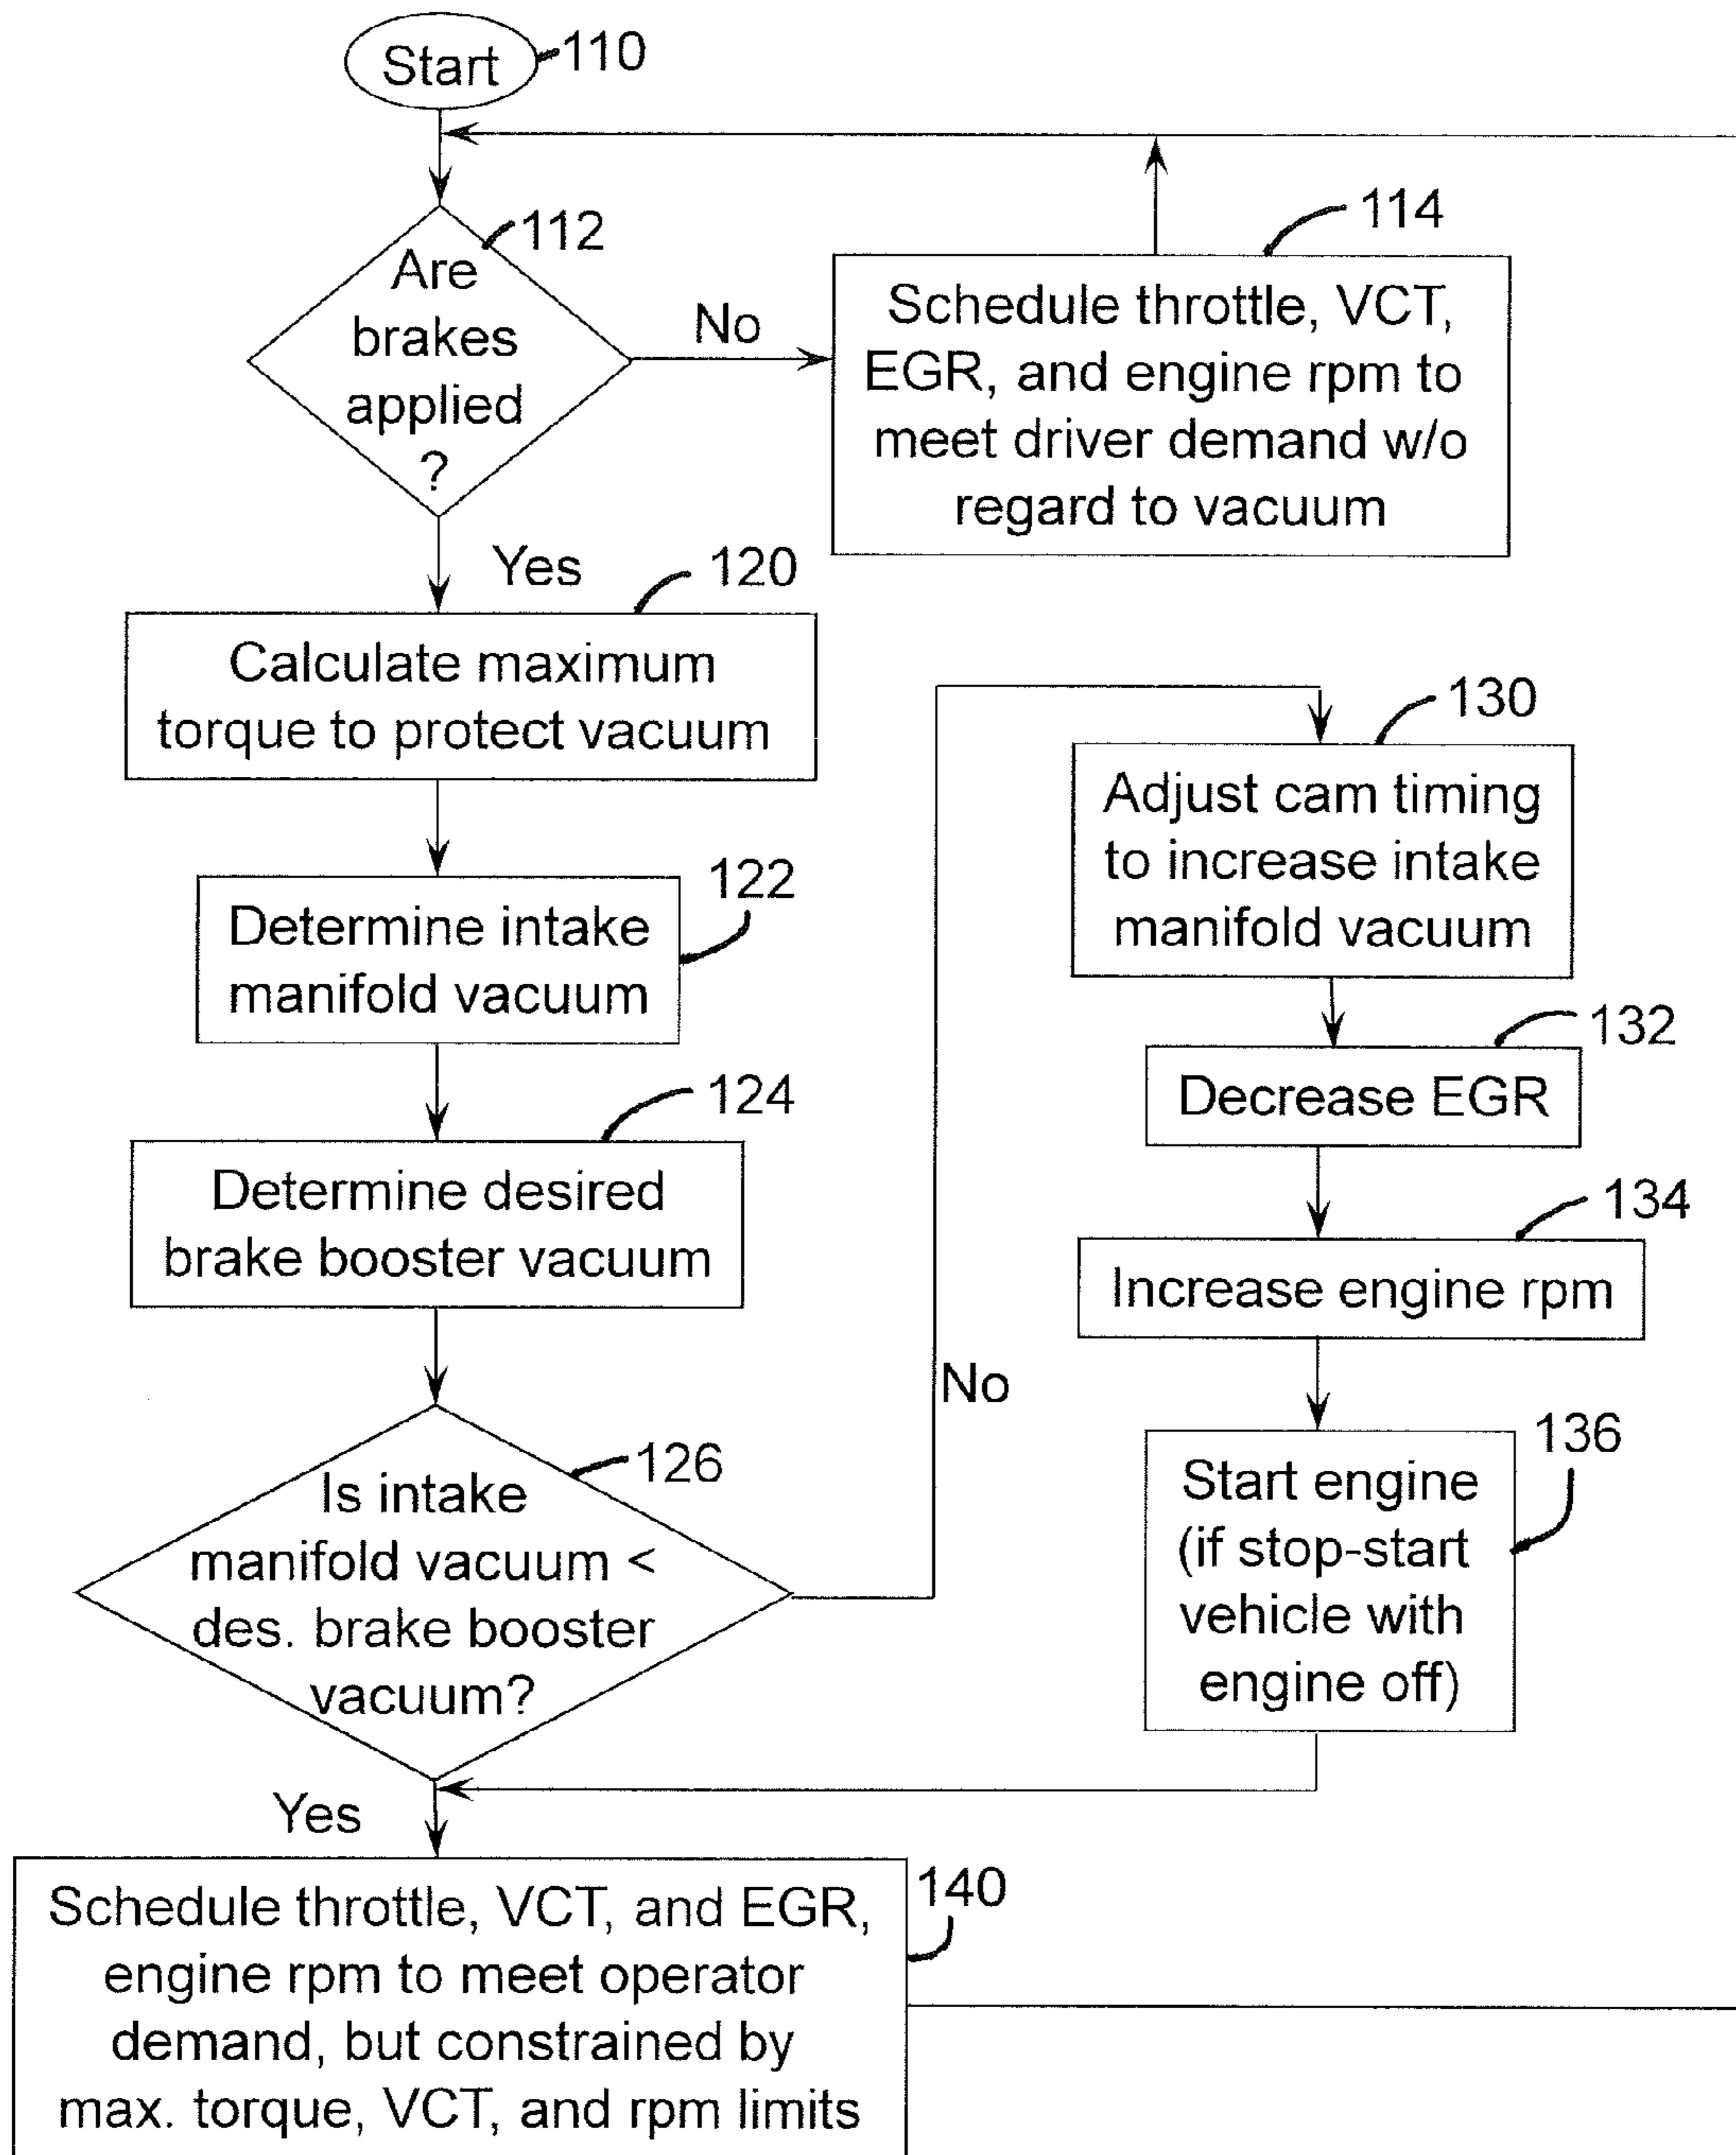 Start
110
Are
brakes
applied
?
112
No
114
Schedule throttle, VCT,
EGR, and engine rpm to
meet driver demand w/o
regard to vacuum
Yes
120
Calculate maximum
torque to protect vacuum
122
Determine intake
manifold vacuum
124
Determine desired
brake booster vacuum
126
Is intake
manifold vacuum <
des. brake booster
vacuum?
No
130
Adjust cam timing
to increase intake
manifold vacuum
132
Decrease EGR
134
Increase engine rpm
136
Start engine
(if stop-start
vehicle with
engine off)
Yes
140
Schedule throttle, VCT, and EGR,
engine rpm to meet operator
demand, but constrained by
max. torque, VCT, and rpm limits